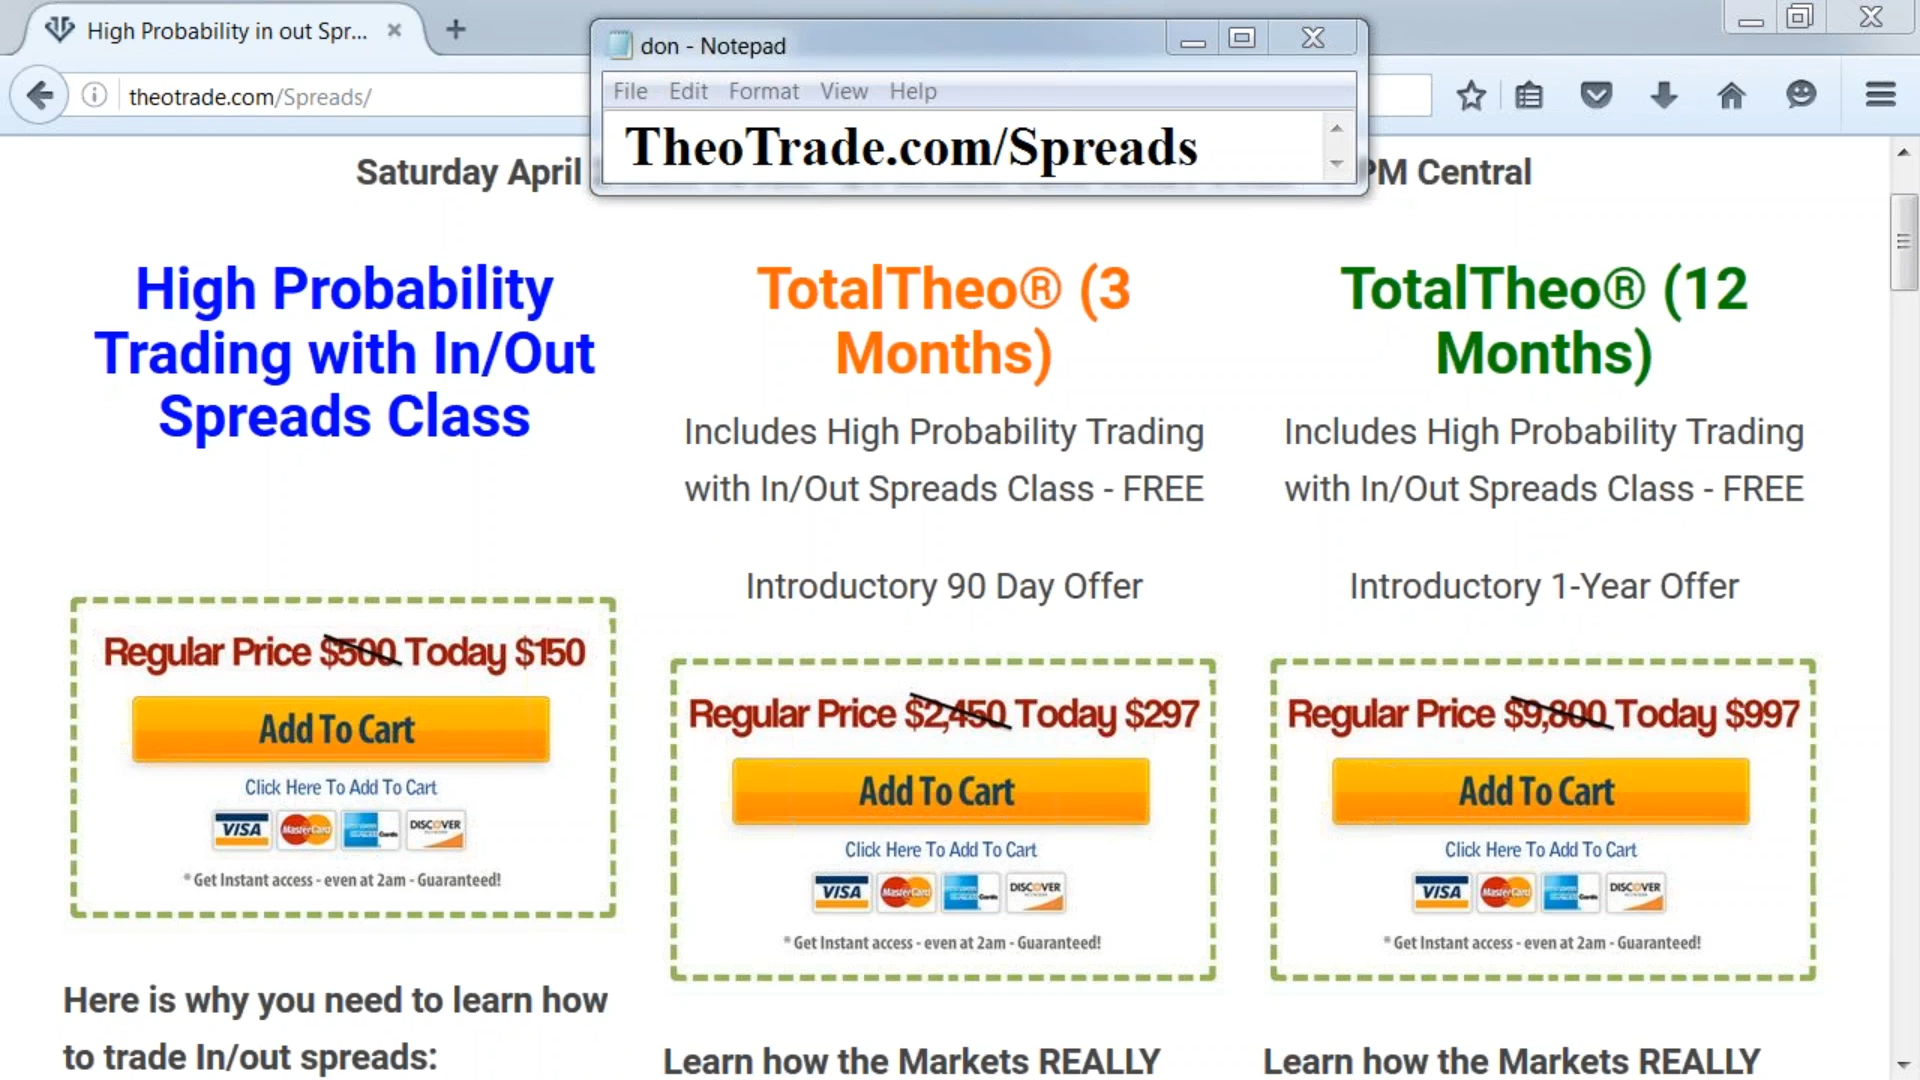 High Probability in out Spr...
don - Notepad
theotrade.com/Spreads/
File Edit Format View Help
TheoTrade.com/Spreads
Saturday April
PM Central
High Probability
Trading with In/Out
Spreads Class
Regular Price $500 Today $150
Add To Cart
Click Here To Add To Cart
VISA MasterCard DISCOVER
* Get Instant access - even at 2am - Guaranteed!
Here is why you need to learn how
to trade In/out spreads:
TotalTheo® (3
Months)
Includes High Probability Trading
with In/Out Spreads Class - FREE
Introductory 90 Day Offer
Regular Price $2,450 Today $297
Add To Cart
Click Here To Add To Cart
VISA MasterCard DISCOVER
* Get Instant access - even at 2am - Guaranteed!
Learn how the Markets REALLY
TotalTheo® (12
Months)
Includes High Probability Trading
with In/Out Spreads Class - FREE
Introductory 1-Year Offer
Regular Price $9,800 Today $997
Add To Cart
Click Here To Add To Cart
VISA MasterCard DISCOVER
* Get Instant access - even at 2am - Guaranteed!
Learn how the Markets REALLY